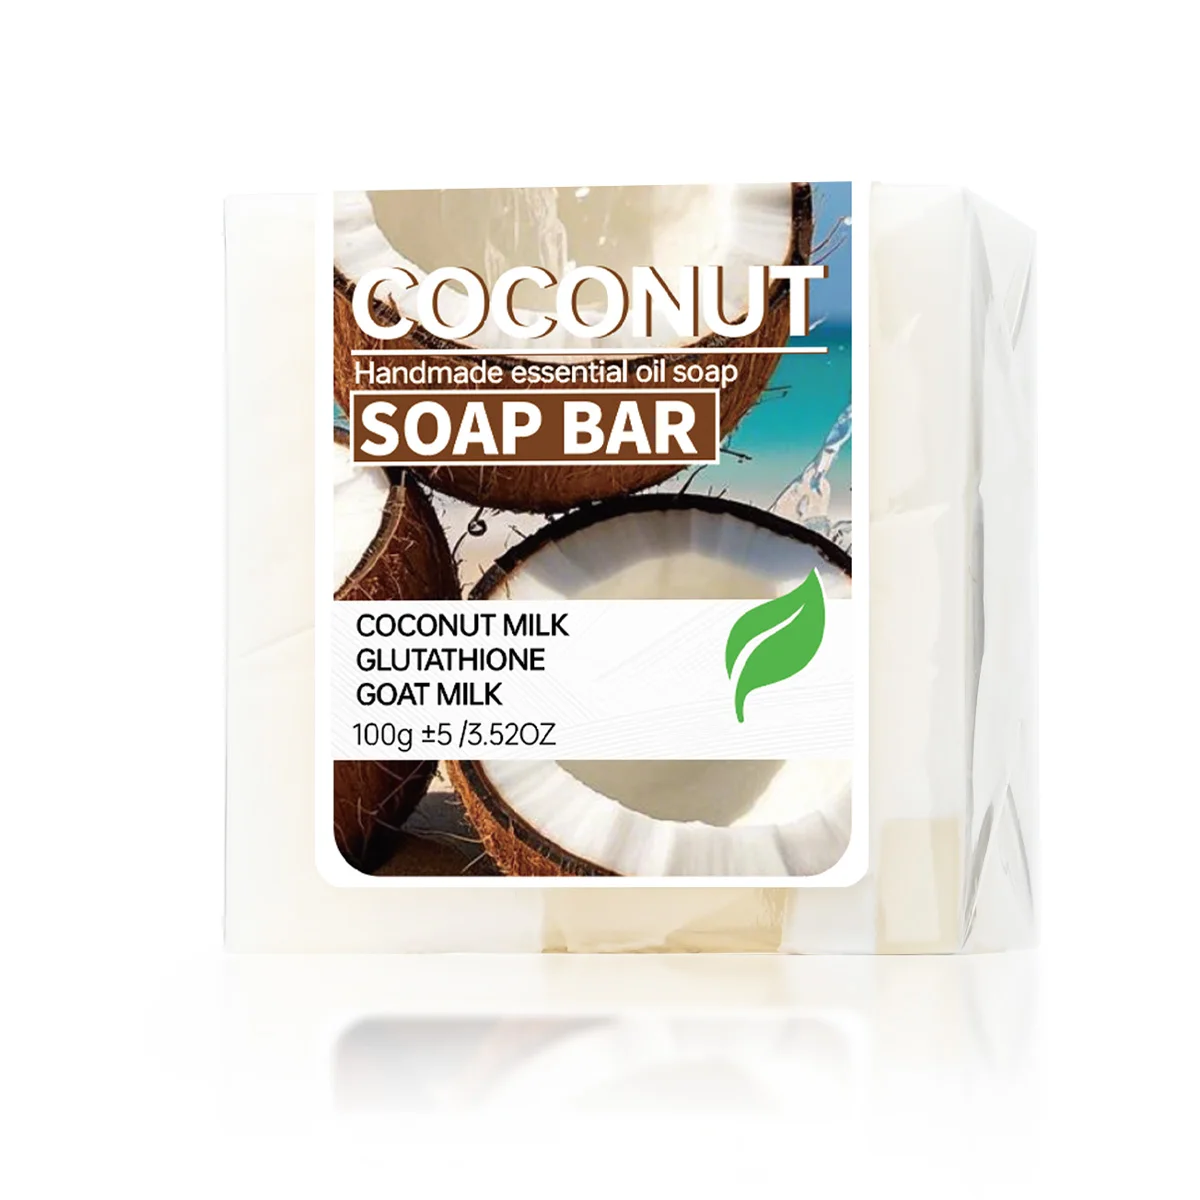 COCONUT
Handmade essential oil soap
SOAP BAR
COCONUT MILK
GLUTATHIONE
GOAT MILK
100g ±5 /3.52OZ